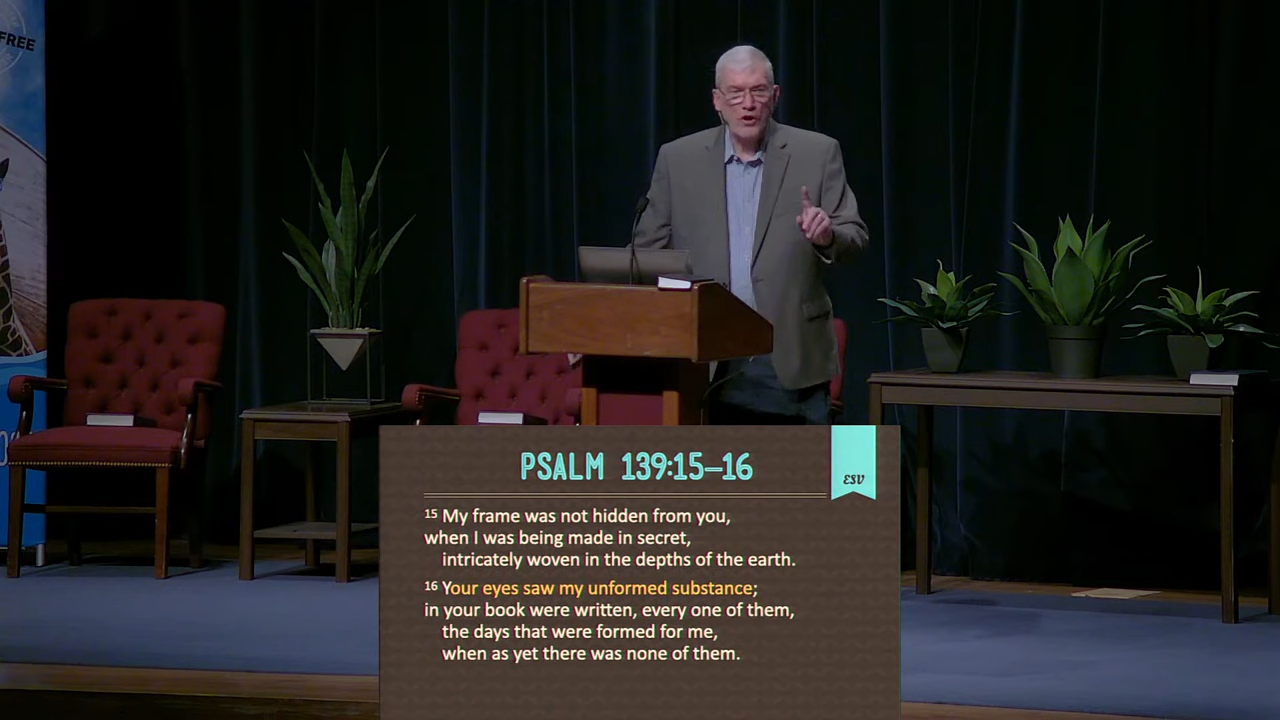 FREE
PSALM 139:15–16
ESV
15 My frame was not hidden from you,
when I was being made in secret,
intricately woven in the depths of the earth.
16 Your eyes saw my unformed substance;
in your book were written, every one of them,
the days that were formed for me,
when as yet there was none of them.